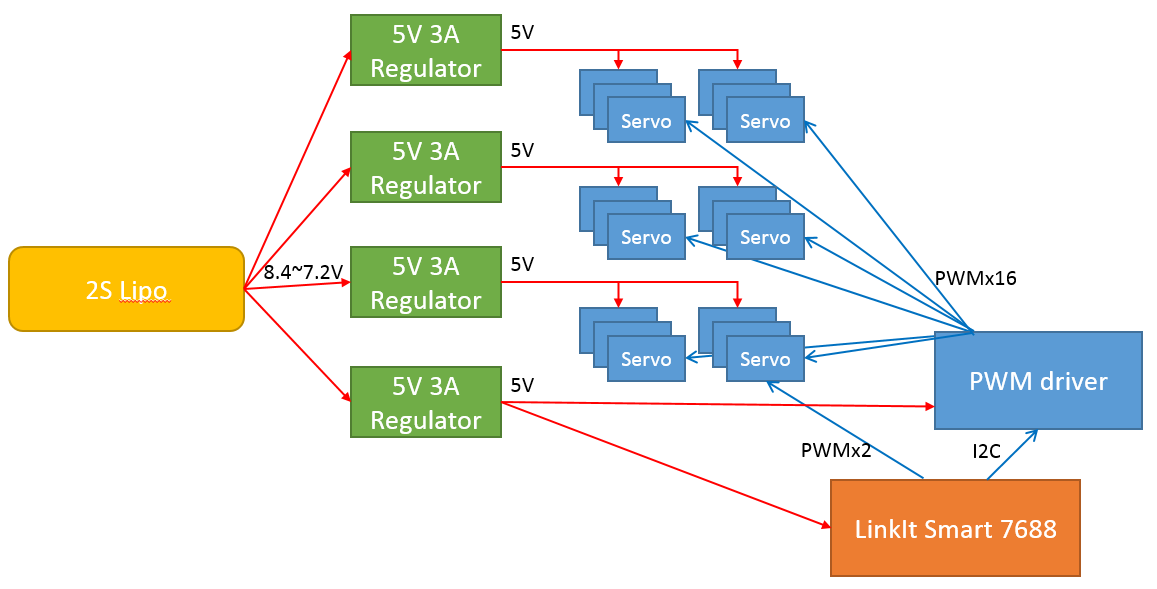 5V 3A
Regulator
5V
Servo
Servo
5V 3A
Regulator
5V
Servo
Servo
2S Lipo
8.4~7.2V
5V 3A
Regulator
5V
Servo
Servo
PWMx16
PWM driver
5V 3A
Regulator
5V
PWMx2
I2C
LinkIt Smart 7688